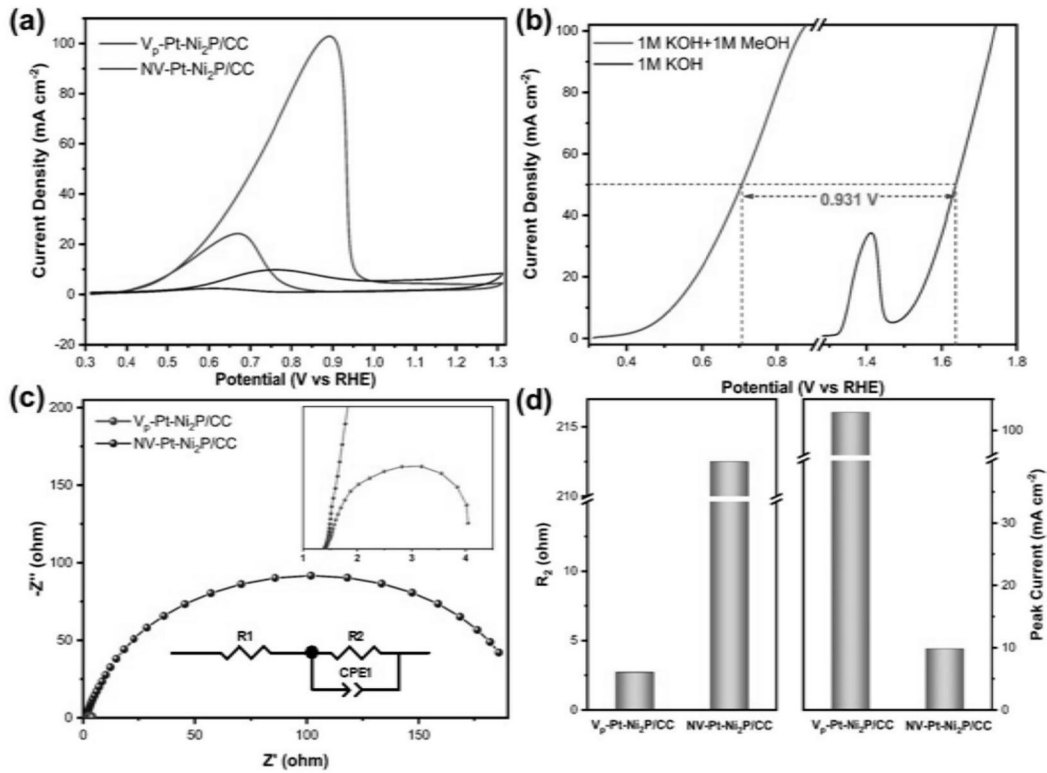 (a)
V_p-Pt-Ni₂P/CC
NV-Pt-Ni₂P/CC
Current Density (mA cm⁻²)
100
80
60
40
20
0
-20
0.3 0.4 0.5 0.6 0.7 0.8 0.9 1.0 1.1 1.2 1.3
Potential (V vs RHE)
(b)
1M KOH+1M MeOH
1M KOH
0.931 V
Current Density (mA cm⁻²)
100
80
60
40
20
0
0.4 0.6 0.8 1.4 1.6 1.8
Potential (V vs RHE)
(c)
V_p-Pt-Ni₂P/CC
NV-Pt-Ni₂P/CC
-Z'' (ohm)
200
150
100
50
0
1 2 3 4
R1
R2
CPE1
0 50 100 150
Z' (ohm)
(d)
R₂ (ohm)
215
210
10
5
0
100
30
20
10
0
Peak Current (mA cm⁻²)
V_p-Pt-Ni₂P/CC NV-Pt-Ni₂P/CC V_p-Pt-Ni₂P/CC NV-Pt-Ni₂P/CC